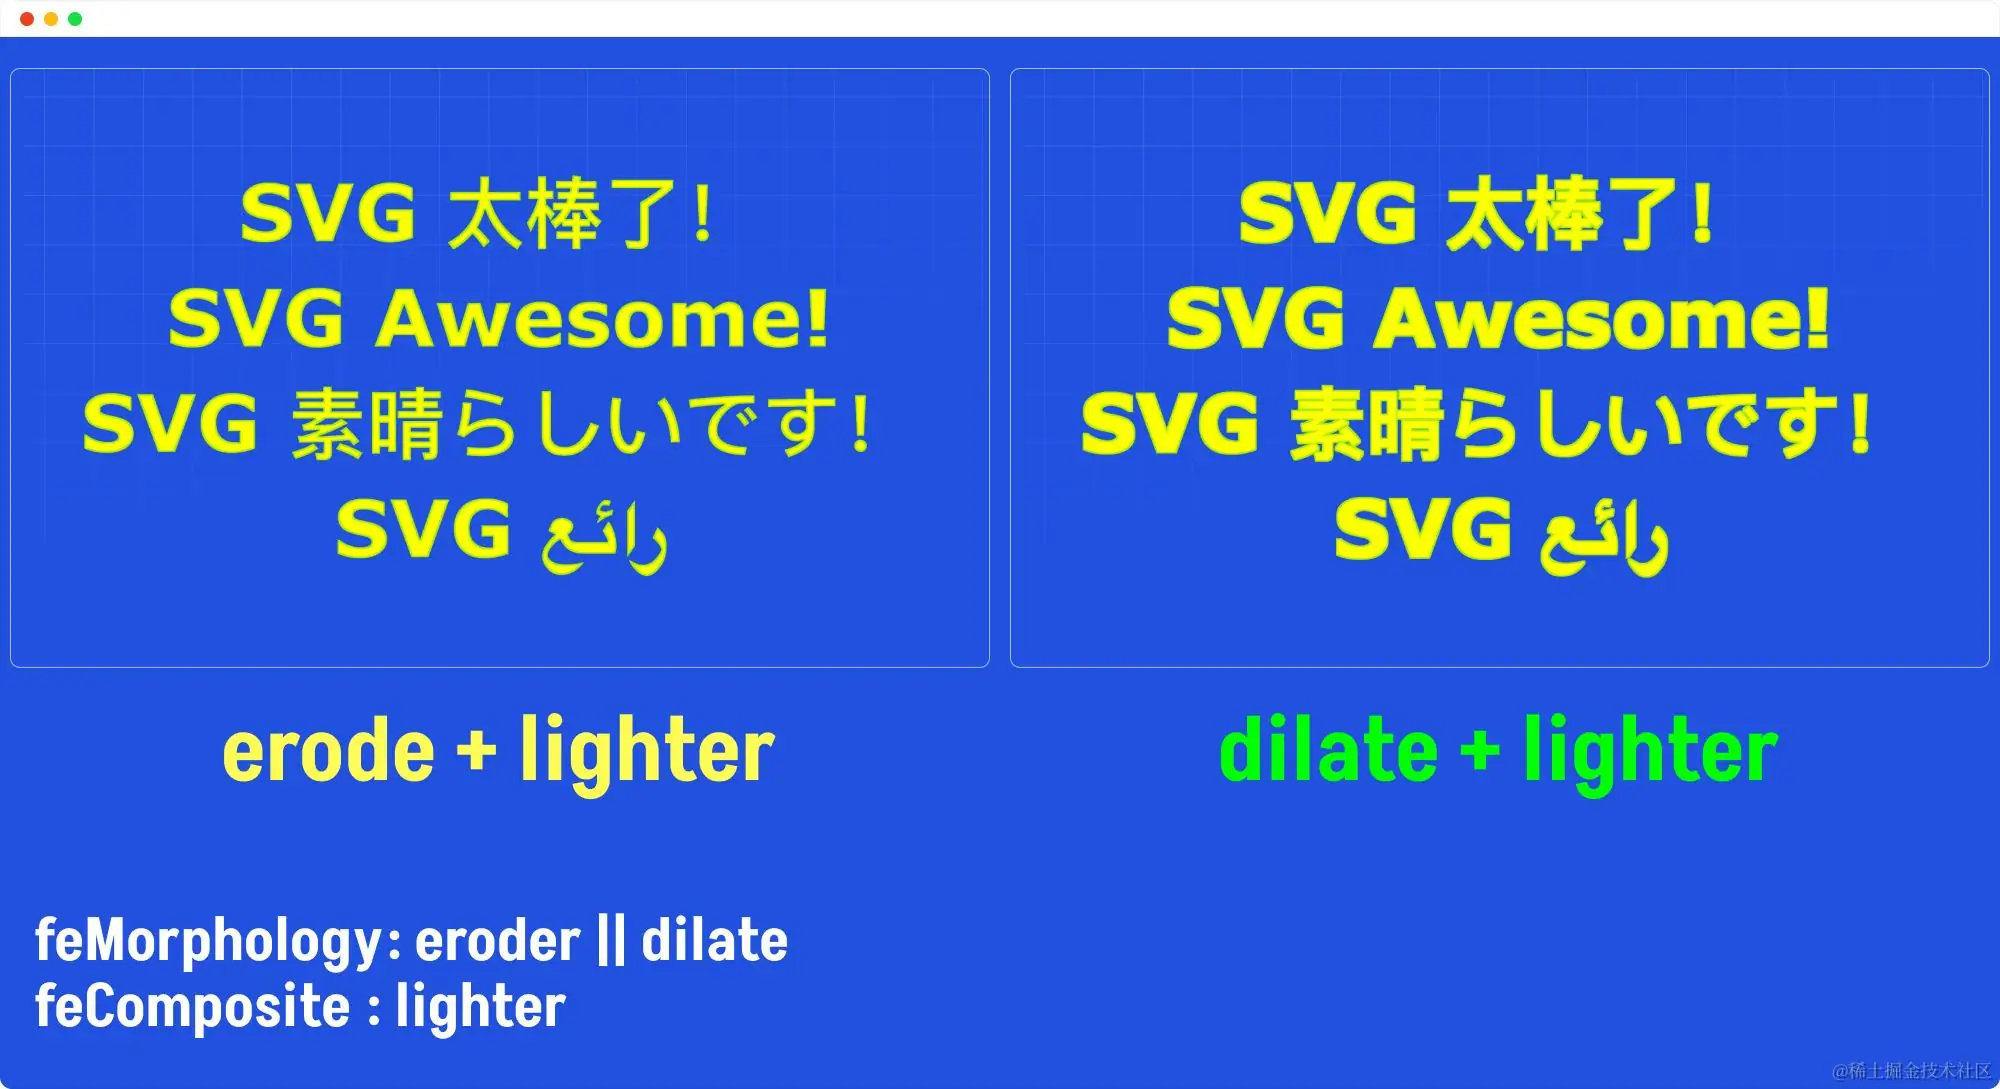 SVG 太棒了!
SVG Awesome!
SVG 素晴らしいです!
SVG رائع
erode + lighter
SVG 太棒了!
SVG Awesome!
SVG 素晴らしいです!
SVG رائع
dilate + lighter
feMorphology: eroder || dilate
feComposite : lighter
@稀土掘金技术社区